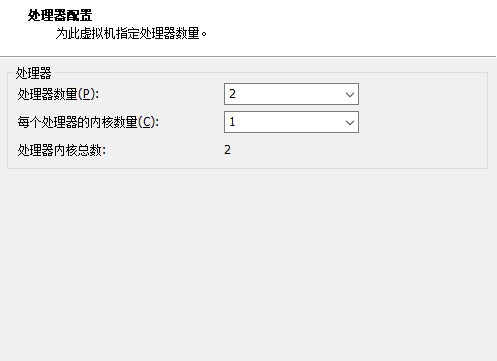 处理器配置
为此虚拟机指定处理器数量。
处理器
处理器数量(P): 2
每个处理器的内核数量(C): 1
处理器内核总数: 2